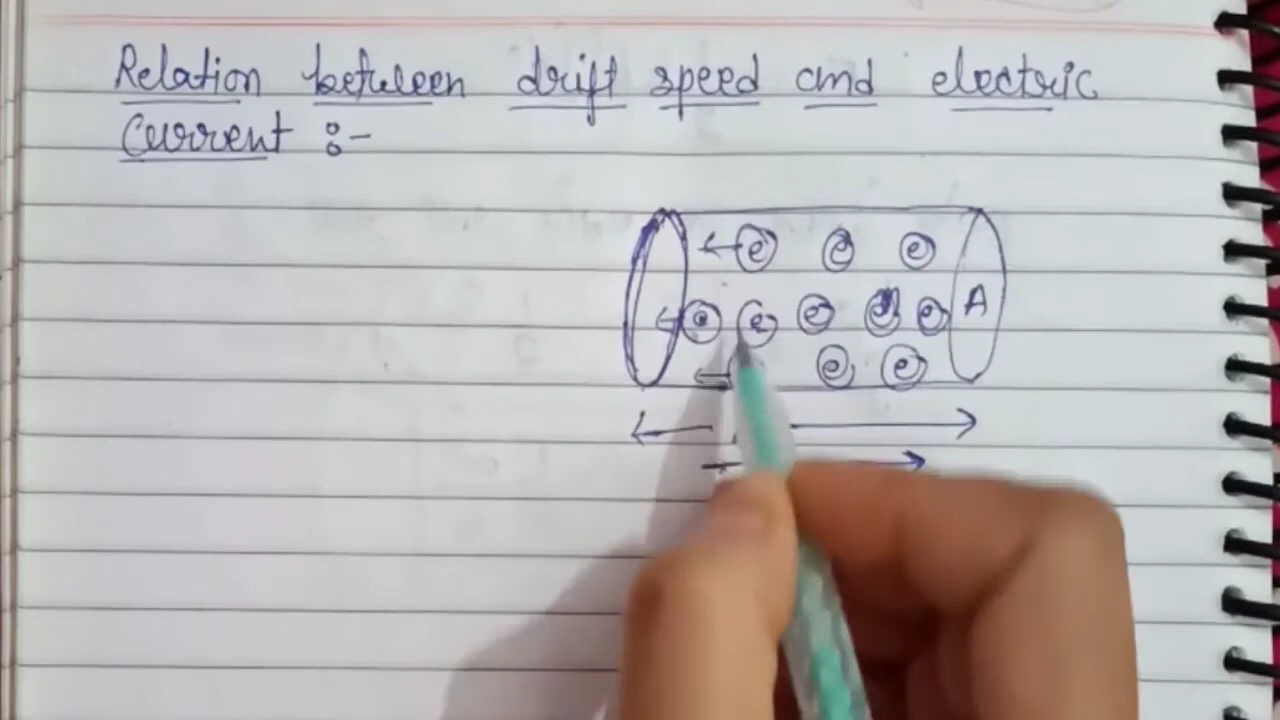 Relation between drift speed and electric
Current :-
e e e
e e e e e A
e e